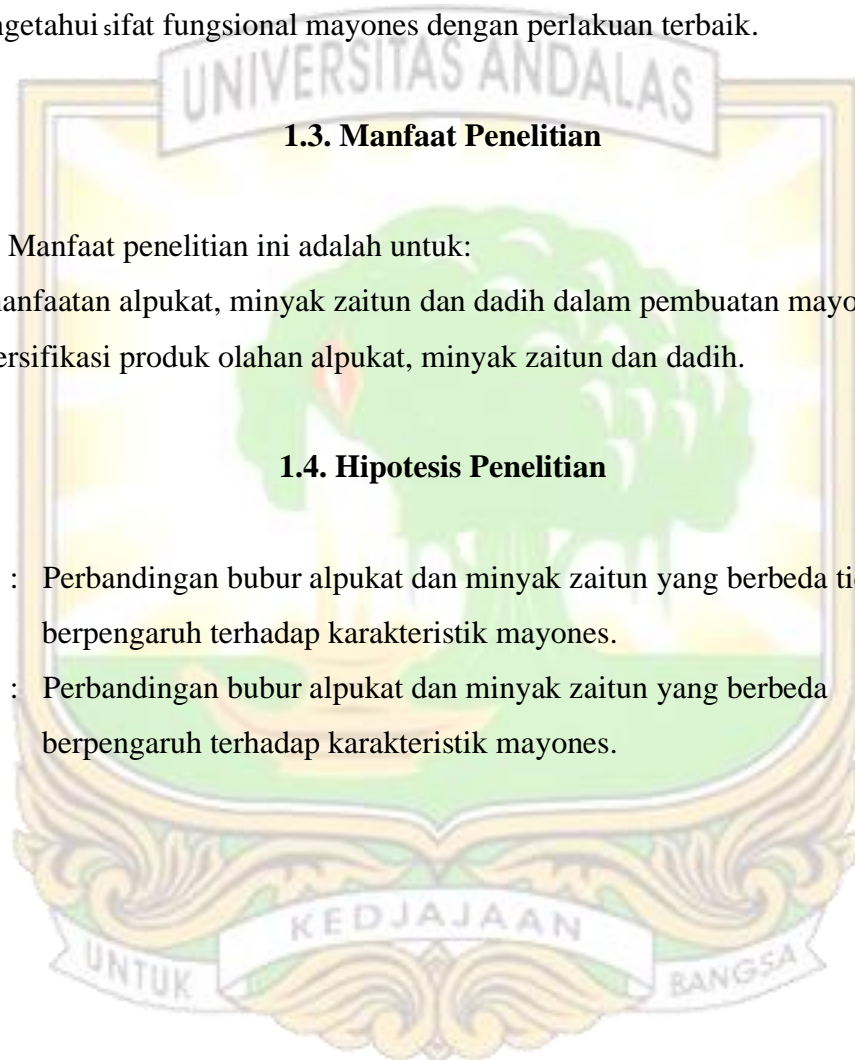 ngetahui sifat fungsional mayones dengan perlakuan terbaik.
UNIVERSITAS ANDALAS
1.3. Manfaat Penelitian
Manfaat penelitian ini adalah untuk:
anfaatan alpukat, minyak zaitun dan dadih dalam pembuatan mayo
ersifikasi produk olahan alpukat, minyak zaitun dan dadih.
1.4. Hipotesis Penelitian
: Perbandingan bubur alpukat dan minyak zaitun yang berbeda ti
berpengaruh terhadap karakteristik mayones.
: Perbandingan bubur alpukat dan minyak zaitun yang berbeda
berpengaruh terhadap karakteristik mayones.
KEDJAJAAN
UNTUK BANGSA